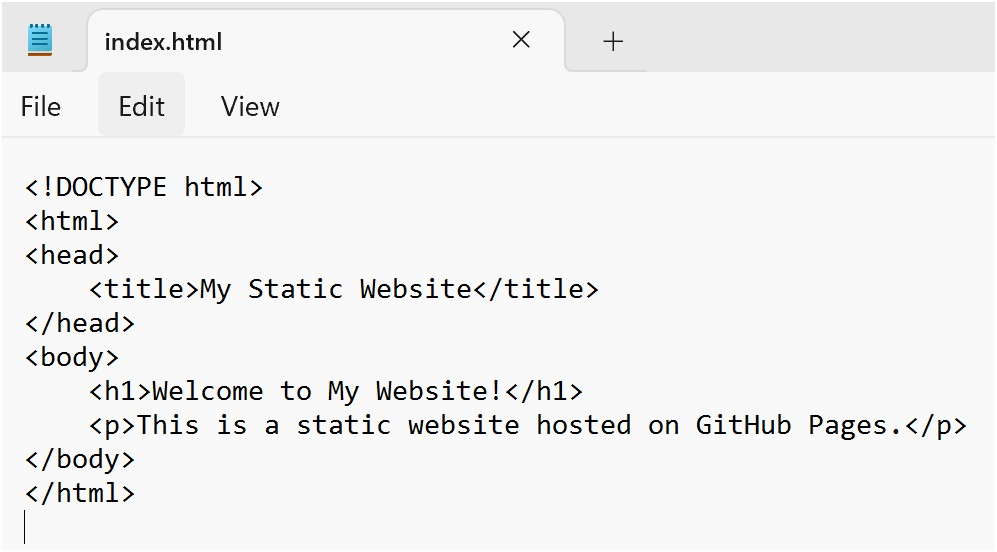 index.html
File Edit View
<!DOCTYPE html>
<html>
<head>
    <title>My Static Website</title>
</head>
<body>
    <h1>Welcome to My Website!</h1>
    <p>This is a static website hosted on GitHub Pages.</p>
</body>
</html>